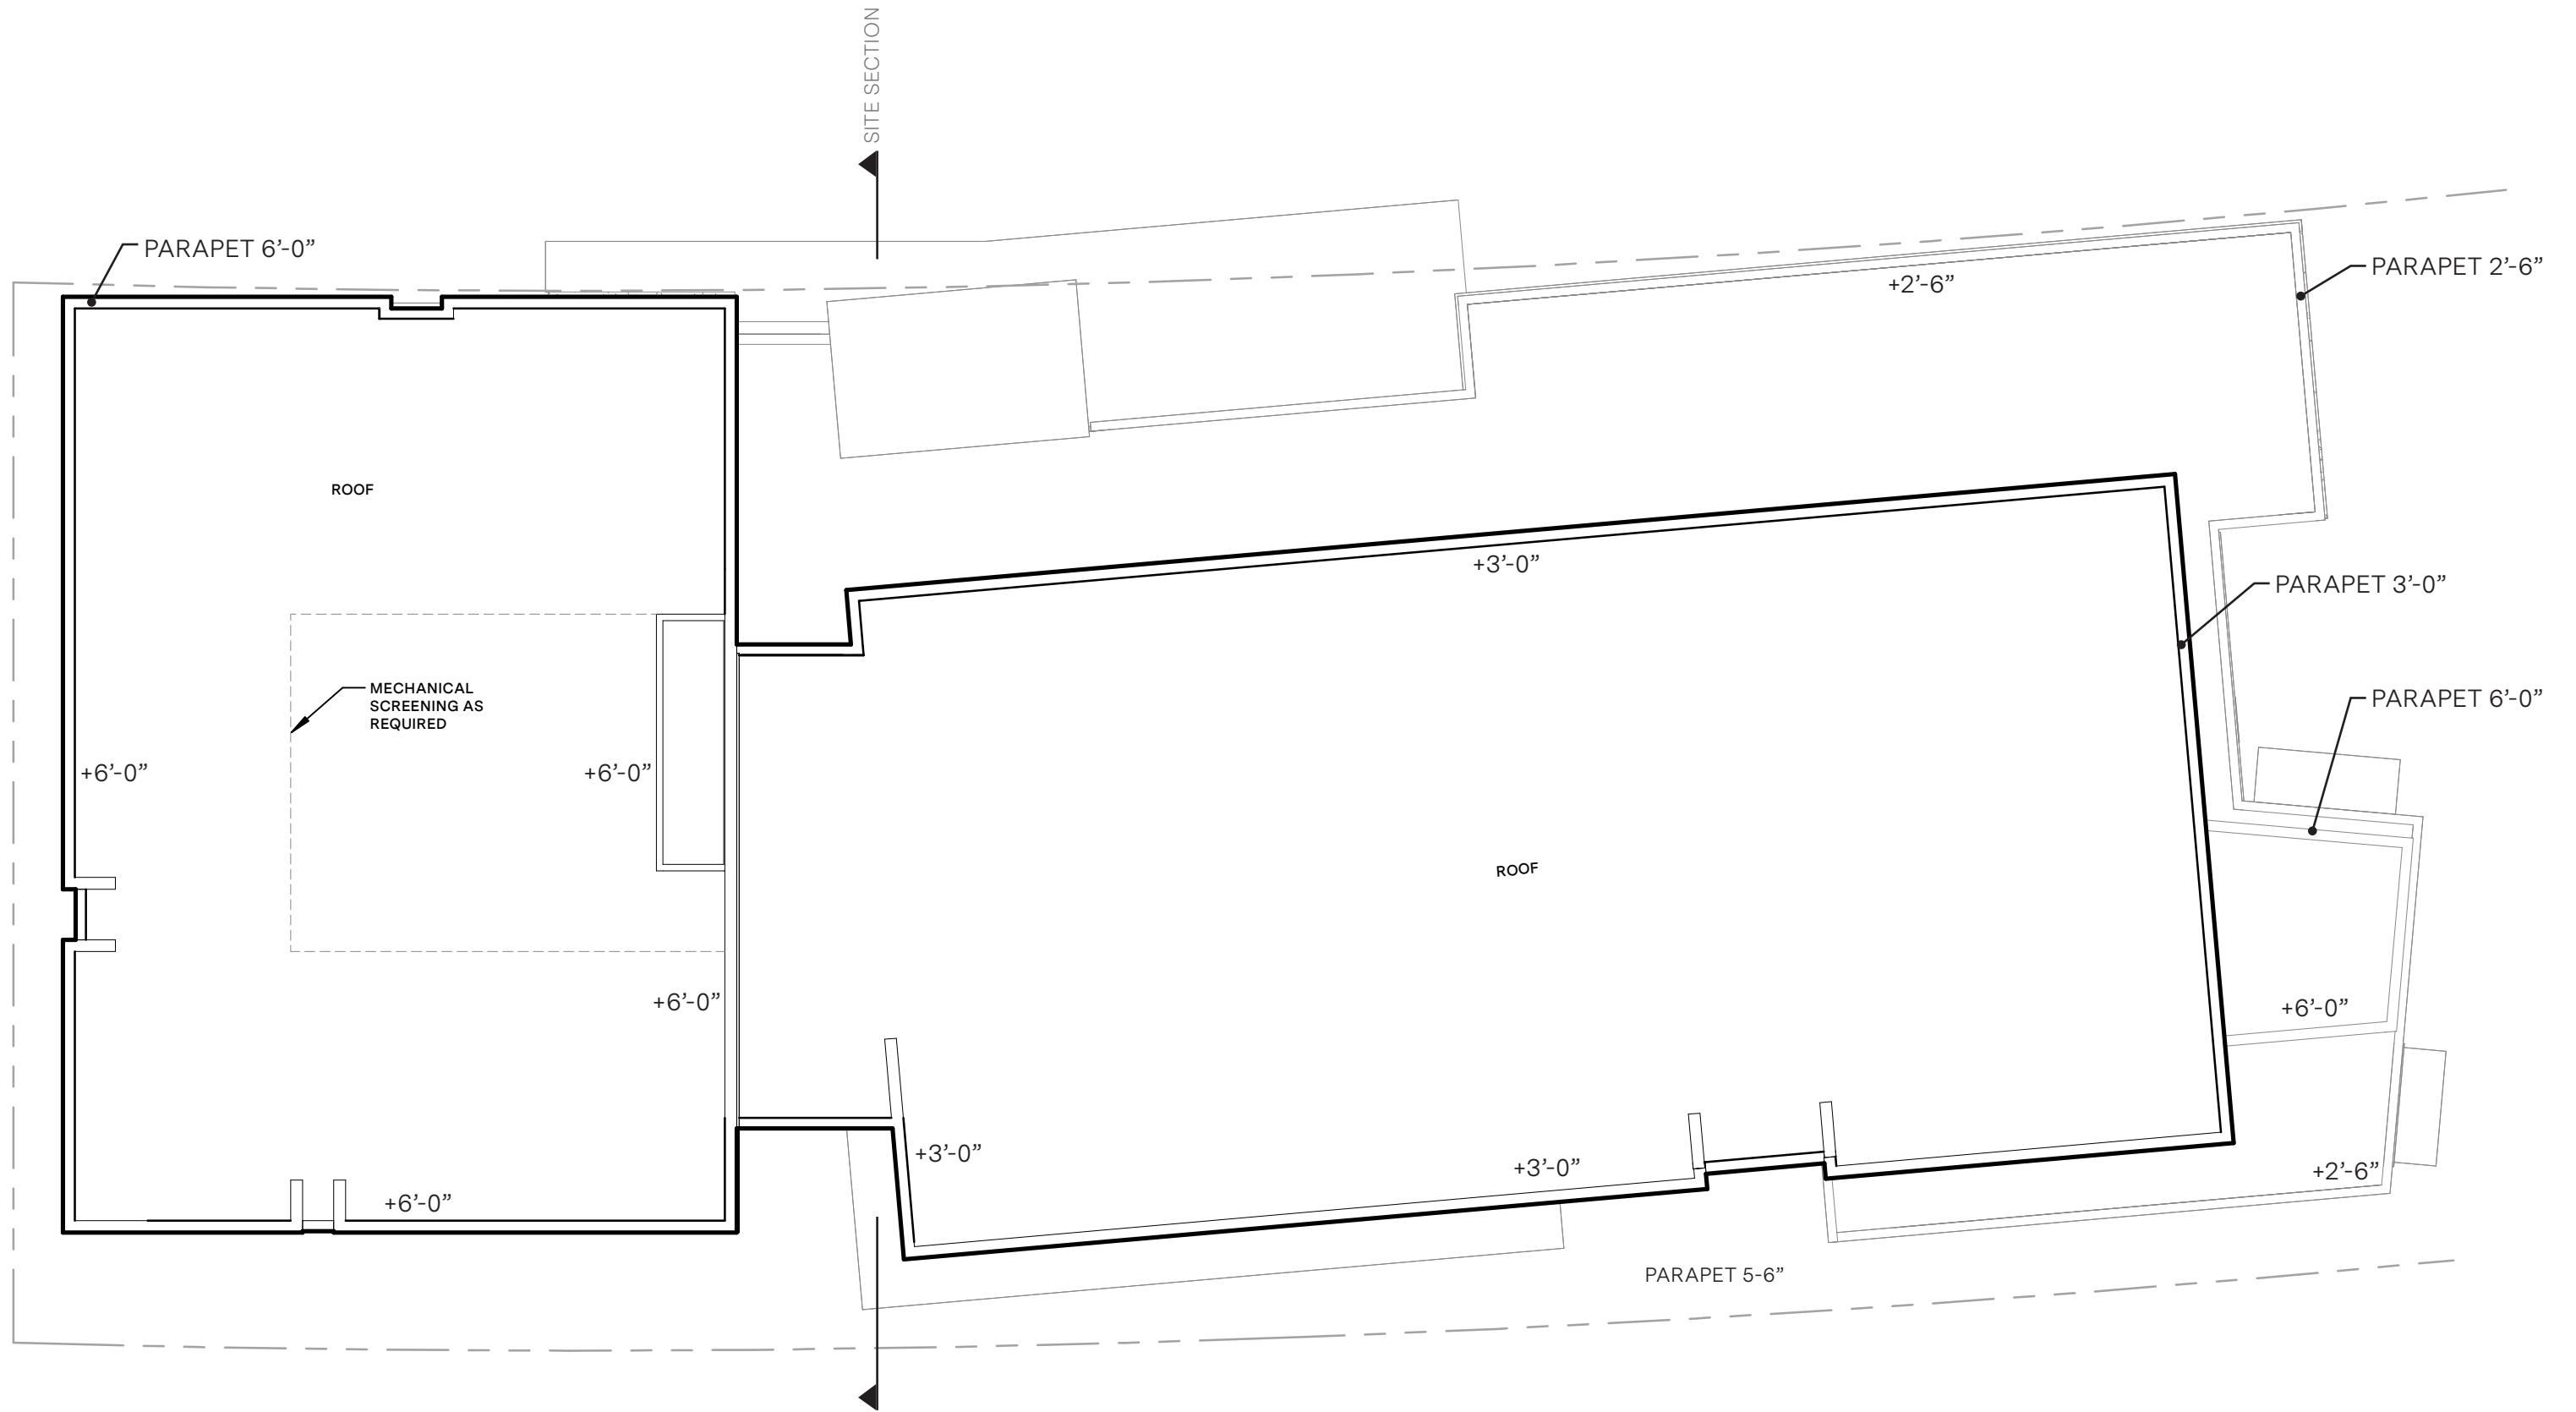 SITE SECTION
PARAPET 6’-0”
PARAPET 2’-6”
+2’-6”
ROOF
+3’-0”
PARAPET 3’-0”
MECHANICAL
SCREENING AS
REQUIRED
PARAPET 6’-0”
+6’-0”
+6’-0”
ROOF
+6’-0”
+6’-0”
+3’-0”
+3’-0”
+2’-6”
+6’-0”
PARAPET 5-6”